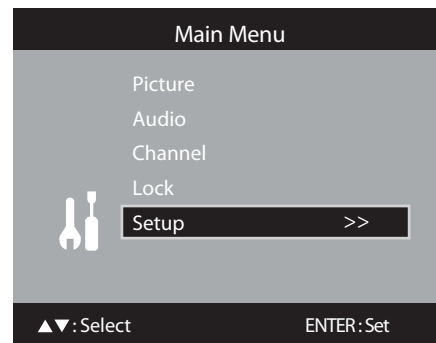 Main Menu
Picture
Audio
Channel
Lock
Setup >>
▲▼: Select ENTER: Set